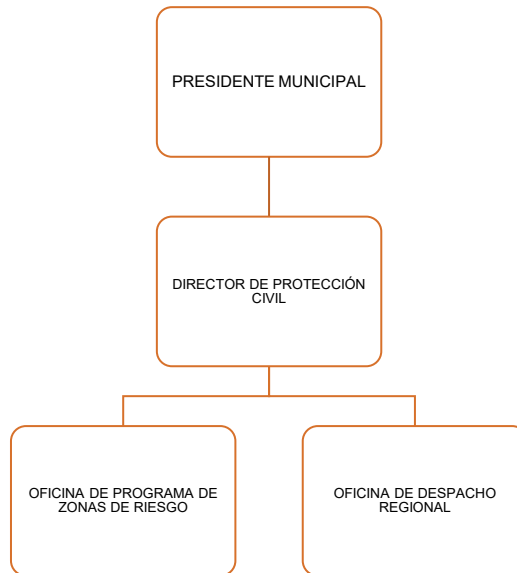 PRESIDENTE MUNICIPAL
DIRECTOR DE PROTECCIÓN
CIVIL
OFICINA DE PROGRAMA DE
ZONAS DE RIESGO
OFICINA DE DESPACHO
REGIONAL